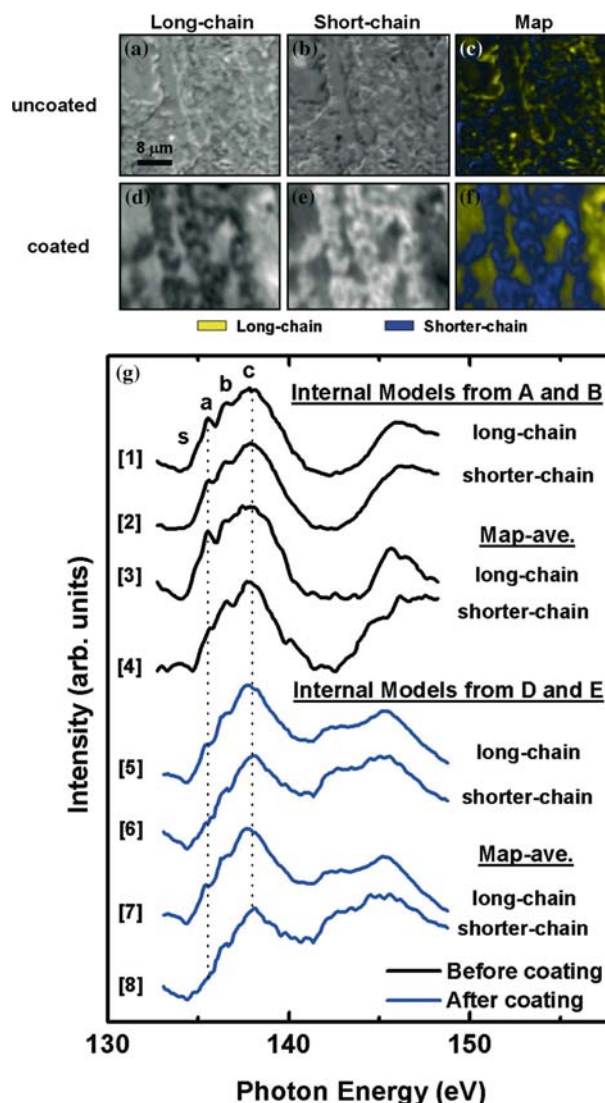 Long-chain Short-chain Map
uncoated
(a) (b) (c)
8 μm
coated
(d) (e) (f)
Long-chain Shorter-chain
(g)
s a b c
Internal Models from A and B
[1] long-chain
[2] shorter-chain
Map-ave.
[3] long-chain
[4] shorter-chain
Internal Models from D and E
[5] long-chain
[6] shorter-chain
Map-ave.
[7] long-chain
[8] shorter-chain
Before coating
After coating
Intensity (arb. units)
130 140 150
Photon Energy (eV)